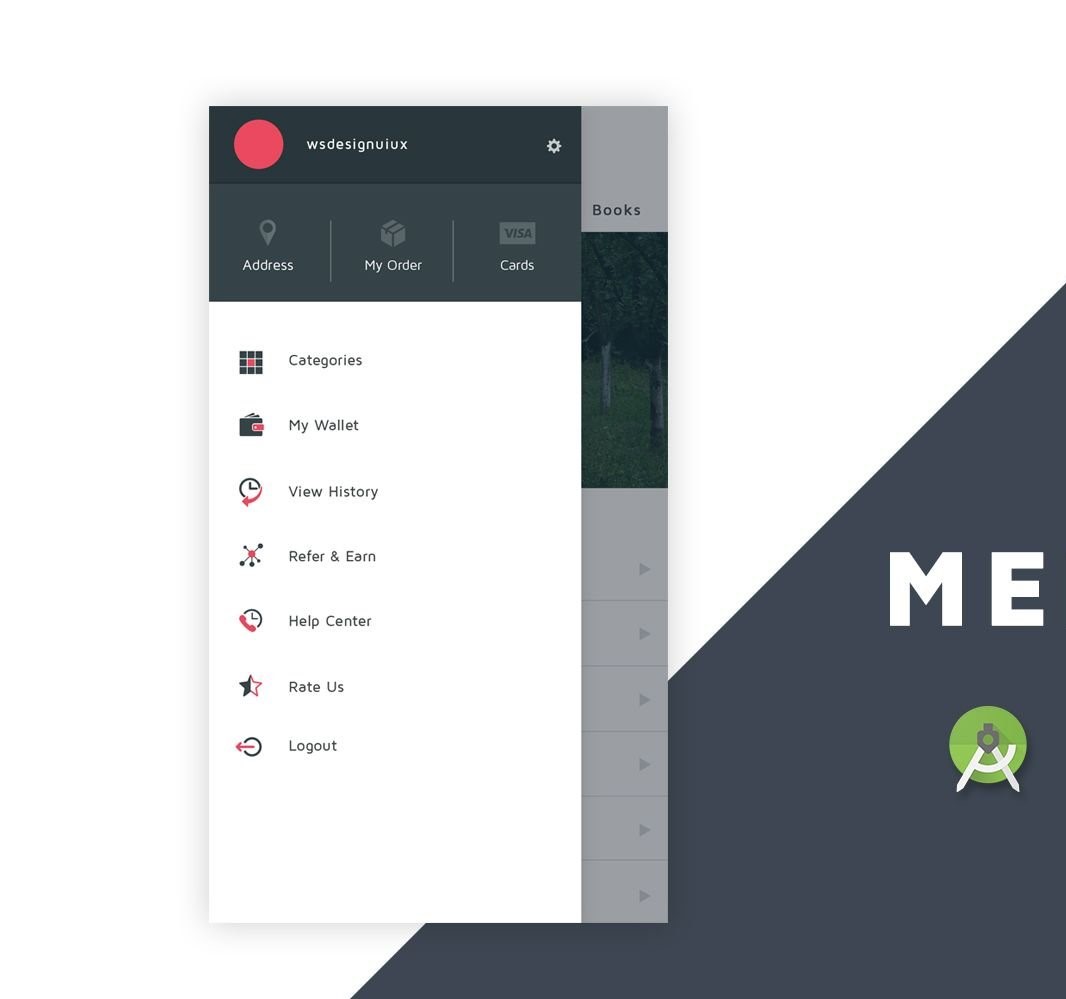 wsdesignuiux
Books
Address
My Order
VISA
Cards
Categories
My Wallet
View History
Refer & Earn
Help Center
Rate Us
Logout
ME